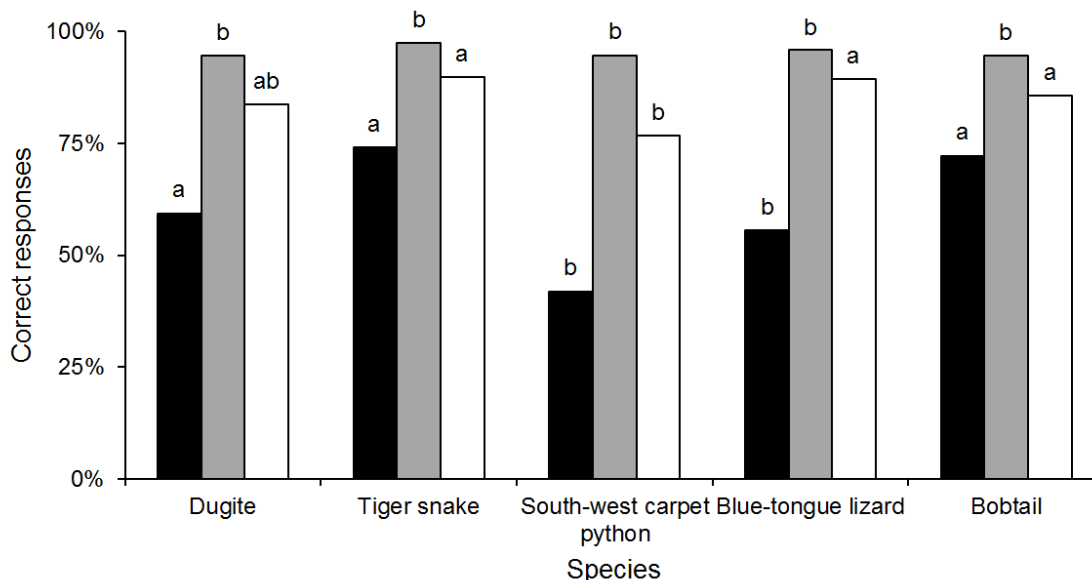 100%
75%
50%
25%
0%
Correct responses
a
b
ab
a
b
a
b
b
b
b
b
a
a
b
a
Dugite
Tiger snake
South-west carpet
python
Blue-tongue lizard
Bobtail
Species